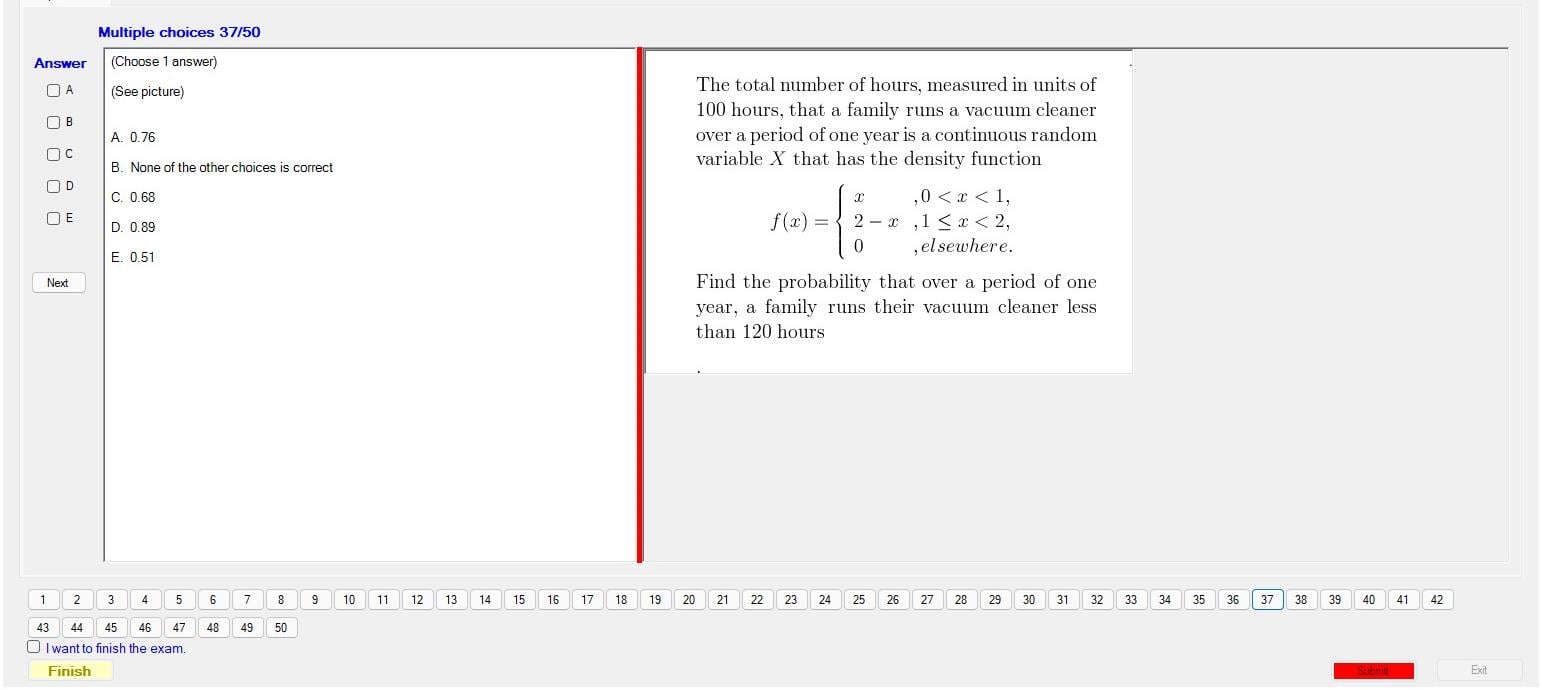 Multiple choices 37/50
Answer
A
B
C
D
E
Next
(Choose 1 answer)
(See picture)
A. 0.76
B. None of the other choices is correct
C. 0.68
D. 0.89
E. 0.51
The total number of hours, measured in units of
100 hours, that a family runs a vacuum cleaner
over a period of one year is a continuous random
variable X that has the density function
f(x) = { x , 0 < x < 1,
2 − x , 1 ≤ x < 2,
0 , elsewhere.
Find the probability that over a period of one
year, a family runs their vacuum cleaner less
than 120 hours
.
1 2 3 4 5 6 7 8 9 10 11 12 13 14 15 16 17 18 19 20 21 22 23 24 25 26 27 28 29 30 31 32 33 34 35 36 37 38 39 40 41 42
43 44 45 46 47 48 49 50
I want to finish the exam.
Finish
Submit
Exit